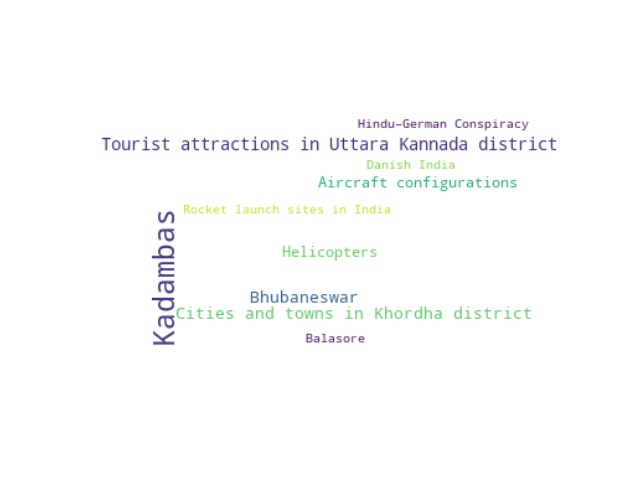 Hindu-German Conspiracy
Tourist attractions in Uttara Kannada district
Danish India
Aircraft configurations
Rocket launch sites in India
Kadambas
Helicopters
Bhubaneswar
Cities and towns in Khordha district
Balasore